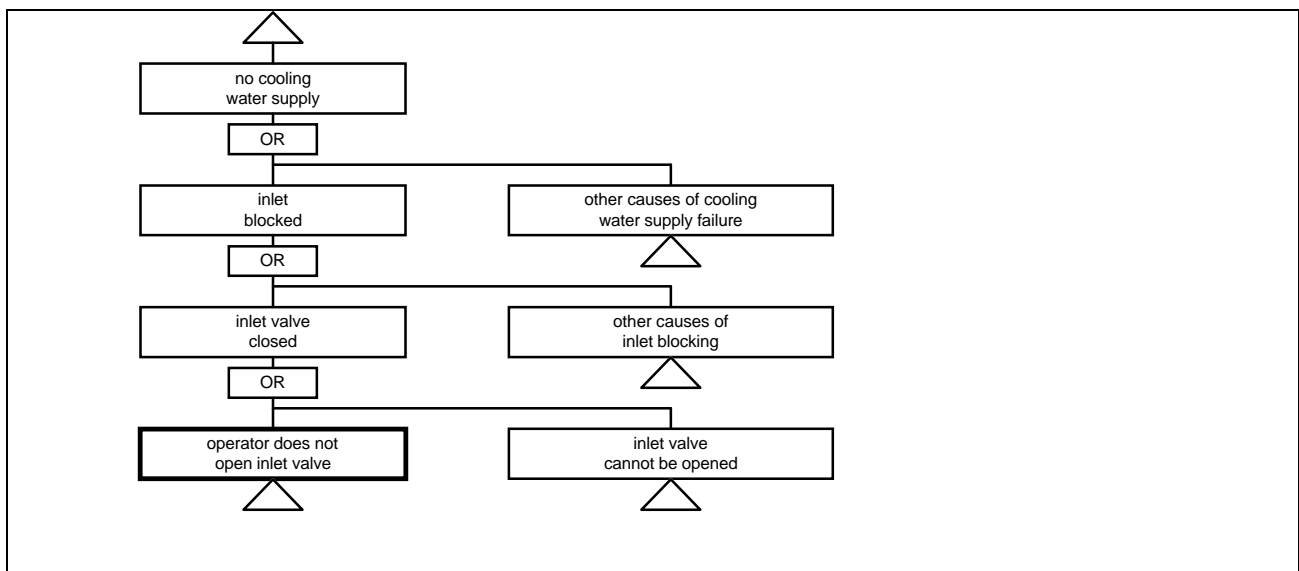 no cooling
water supply
OR
inlet
blocked
other causes of cooling
water supply failure
OR
inlet valve
closed
other causes of
inlet blocking
OR
operator does not
open inlet valve
inlet valve
cannot be opened